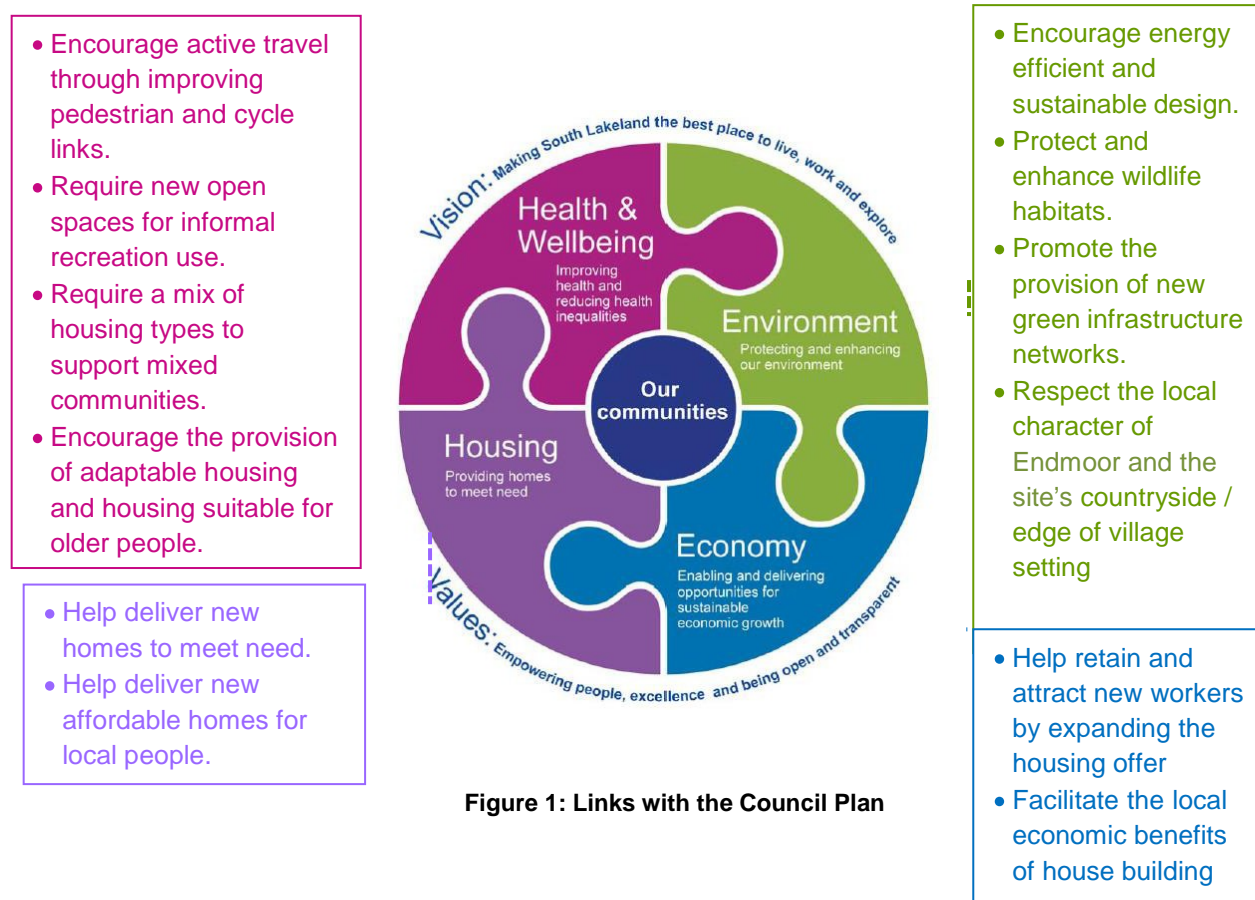 • Encourage active travel
through improving
pedestrian and cycle
links.
• Require new open
spaces for informal
recreation use.
• Require a mix of
housing types to
support mixed
communities.
• Encourage the provision
of adaptable housing
and housing suitable for
older people.
• Help deliver new
homes to meet need.
• Help deliver new
affordable homes for
local people.
Vision: Making South Lakeland the best place to live, work and explore
Health &
Wellbeing
Improving
health and
reducing health
inequalities
Environment
Protecting and enhancing
our environment
Our
communities
Housing
Providing homes
to meet need
Economy
Enabling and delivering
opportunities for
sustainable
economic growth
Values: Empowering people, excellence and being open and transparent
Figure 1: Links with the Council Plan
• Encourage energy
efficient and
sustainable design.
• Protect and
enhance wildlife
habitats.
• Promote the
provision of new
green infrastructure
networks.
• Respect the local
character of
Endmoor and the
site's countryside /
edge of village
setting
• Help retain and
attract new workers
by expanding the
housing offer
• Facilitate the local
economic benefits
of house building